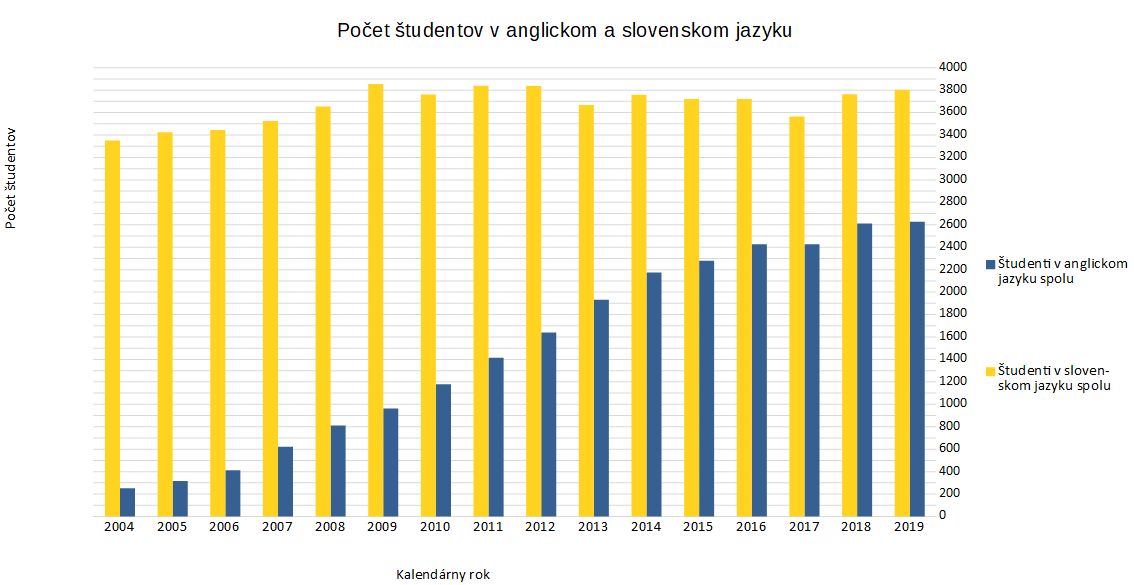 Počet študentov v anglickom a slovenskom jazyku
Počet študentov
4000
3800
3600
3400
3200
3000
2800
2600
2400
2200
2000
1800
1600
1400
1200
1000
800
600
400
200
0
2004 2005 2006 2007 2008 2009 2010 2011 2012 2013 2014 2015 2016 2017 2018 2019
Kalendárny rok
Študenti v anglickom
jazyku spolu
Študenti v sloven-
skom jazyku spolu